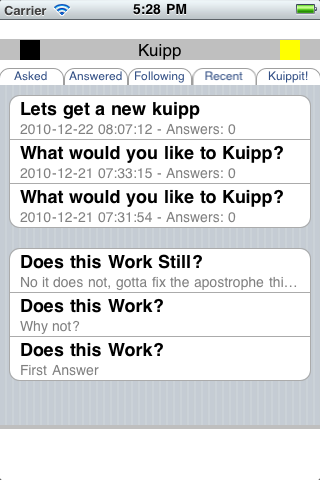 Carrier 5:28 PM
Kuipp
Asked Answered Following Recent Kuippit!
Lets get a new kuipp
2010-12-22 08:07:12 - Answers: 0
What would you like to Kuipp?
2010-12-21 07:33:15 - Answers: 0
What would you like to Kuipp?
2010-12-21 07:31:54 - Answers: 0
Does this Work Still?
No it does not, gotta fix the apostrophe thi...
Does this Work?
Why not?
Does this Work?
First Answer